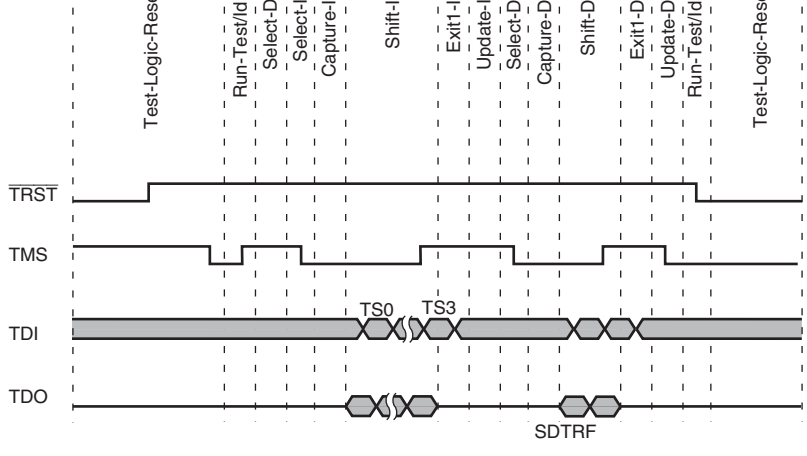 Test-Logic-Rese
Run-Test/Id
Select-D
Select-I
Capture-I
Shift-I
Exit1-I
Update-I
Select-D
Capture-D
Shift-D
Exit1-D
Update-D
Run-Test/Id
Test-Logic-Rese
TRST
TMS
TS0 TS3
TDI
TDO
SDTRF